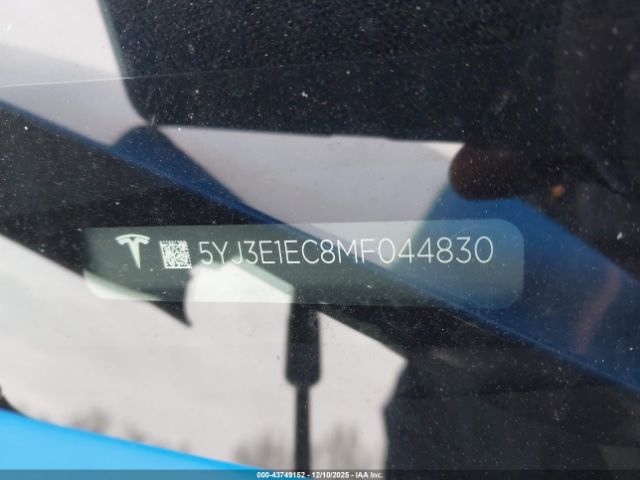 5YJ3E1EC8MF044830
000-43749152 — 12/10/2025 — IAA Inc.